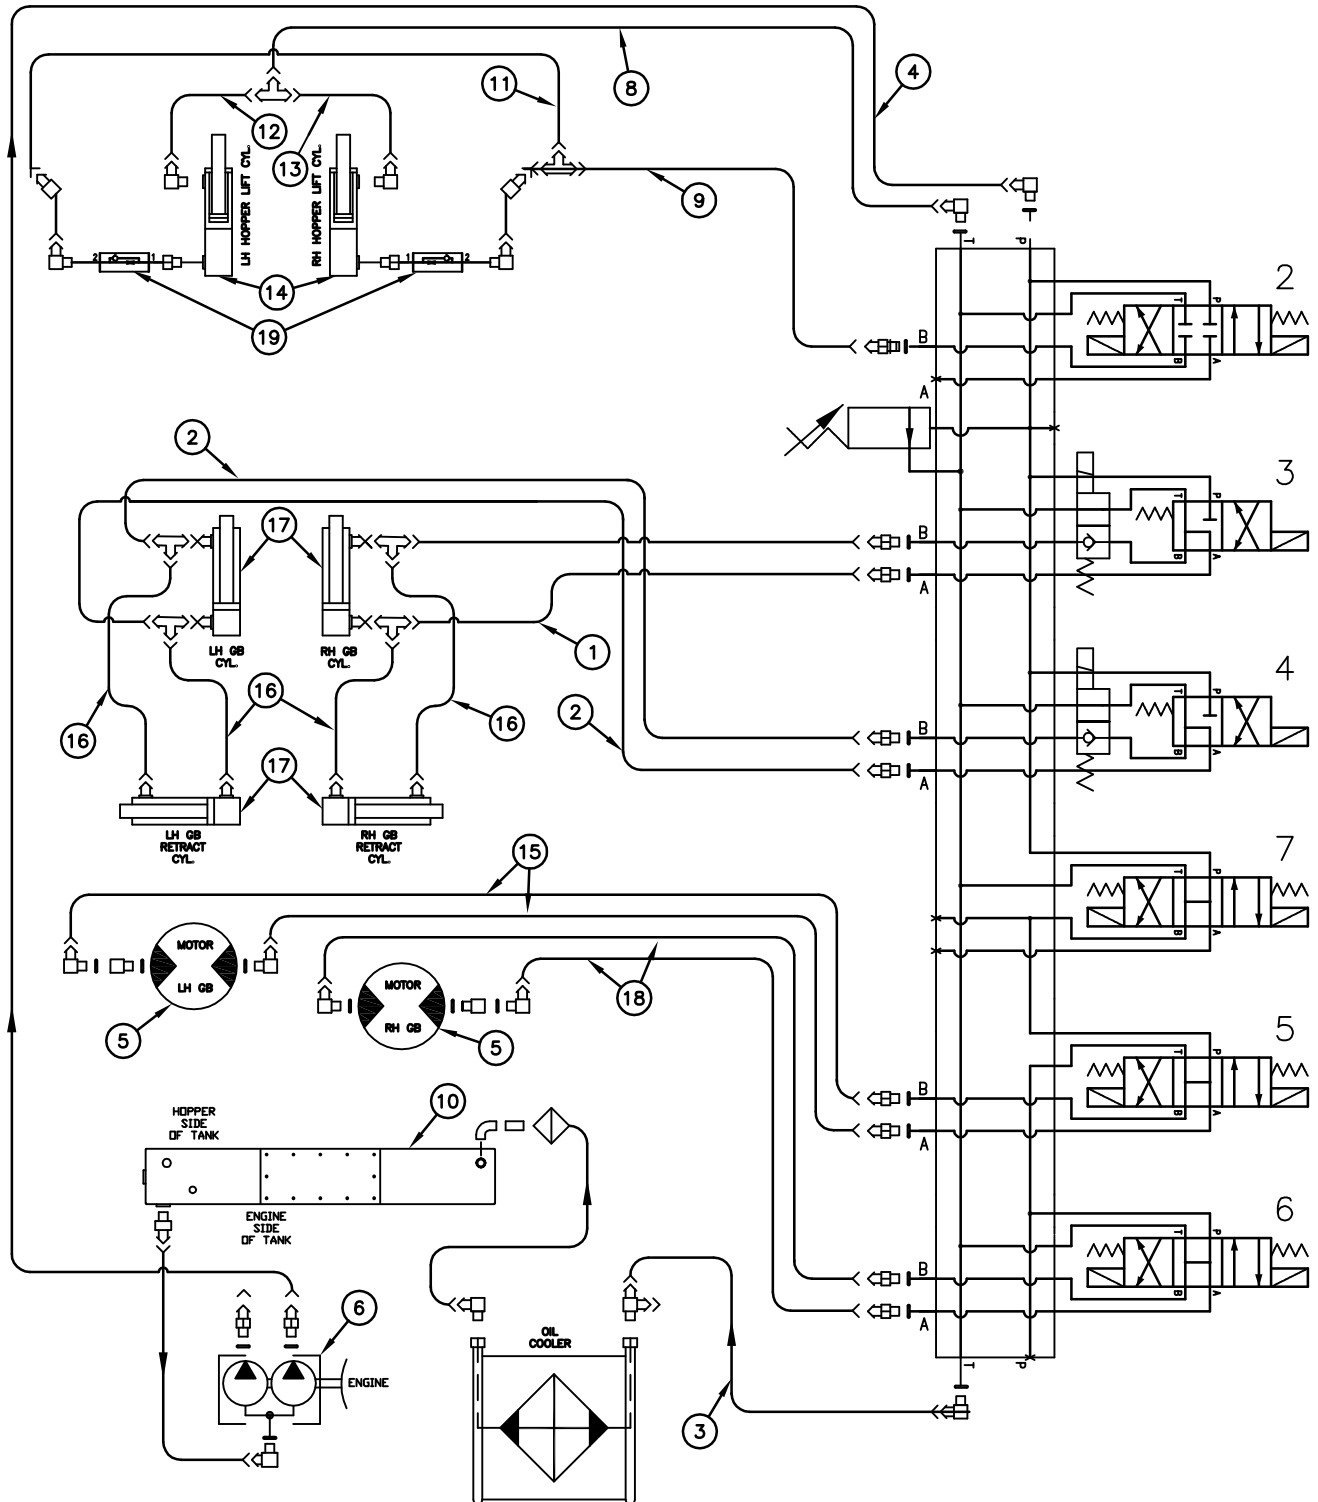 8
4
11
12
13
LH HOPPER LIFT CYL.
RH HOPPER LIFT CYL.
9
T
P
2
1
1
2
14
19
2
T
P
B
A
B
A
2
3
T
P
B
A
B
A
17
LH GB
CYL.
RH GB
CYL.
1
16
16
16
2
4
T
P
B
A
B
A
17
LH GB
RETRACT
CYL.
RH GB
RETRACT
CYL.
7
T
P
B
A
15
MOTOR
LH GB
5
MOTOR
RH GB
5
18
5
T
P
B
A
B
A
10
HOPPER
SIDE
OF TANK
ENGINE
SIDE
OF TANK
6
T
P
B
A
B
A
6
ENGINE
OIL
COOLER
3
T
P